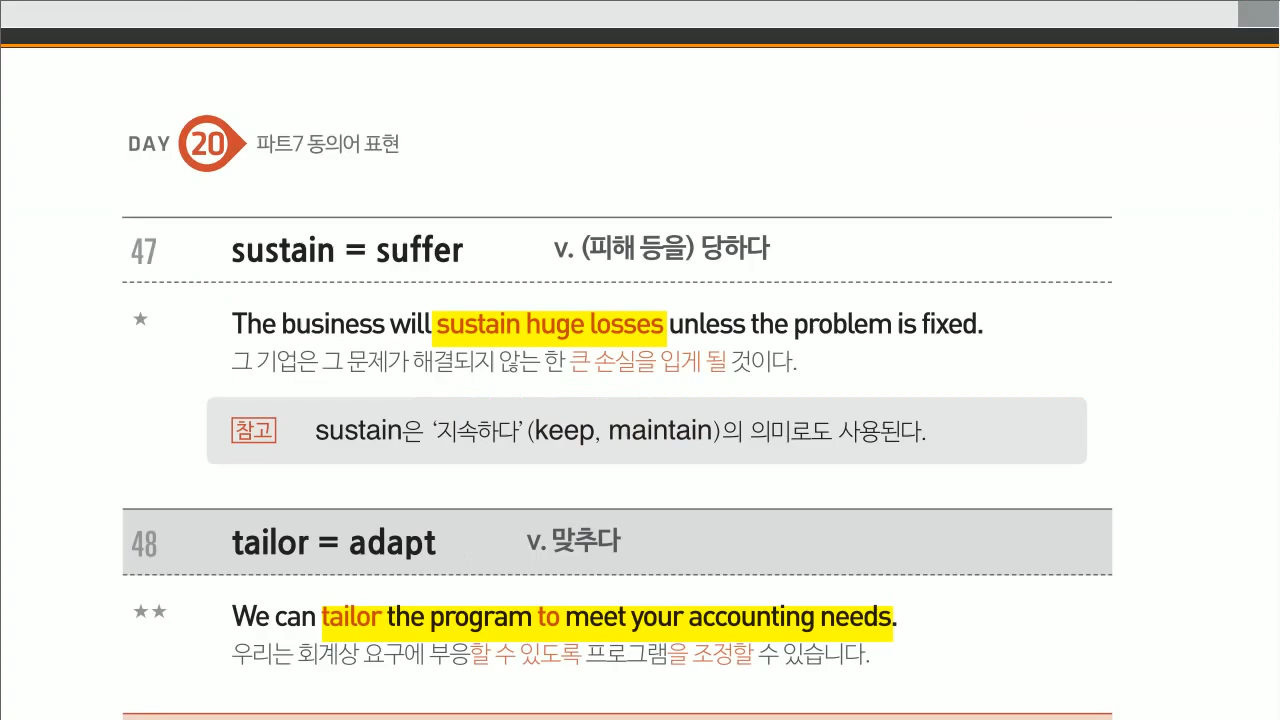 DAY 20 파트7 동의어 표현
47 sustain = suffer v. (피해 등을) 당하다
★ The business will sustain huge losses unless the problem is fixed.
그 기업은 그 문제가 해결되지 않는 한 큰 손실을 입게 될 것이다.
참고 sustain은 ‘지속하다’ (keep, maintain)의 의미로도 사용된다.
48 tailor = adapt v. 맞추다
★★ We can tailor the program to meet your accounting needs.
우리는 회계상 요구에 부응할 수 있도록 프로그램을 조정할 수 있습니다.